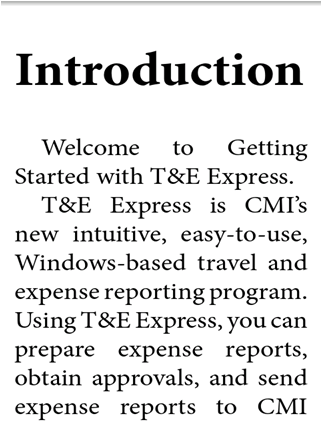 Introduction
Welcome to Getting
Started with T&E Express.
T&E Express is CMI’s
new intuitive, easy-to-use,
Windows-based travel and
expense reporting program.
Using T&E Express, you can
prepare expense reports,
obtain approvals, and send
expense reports to CMI